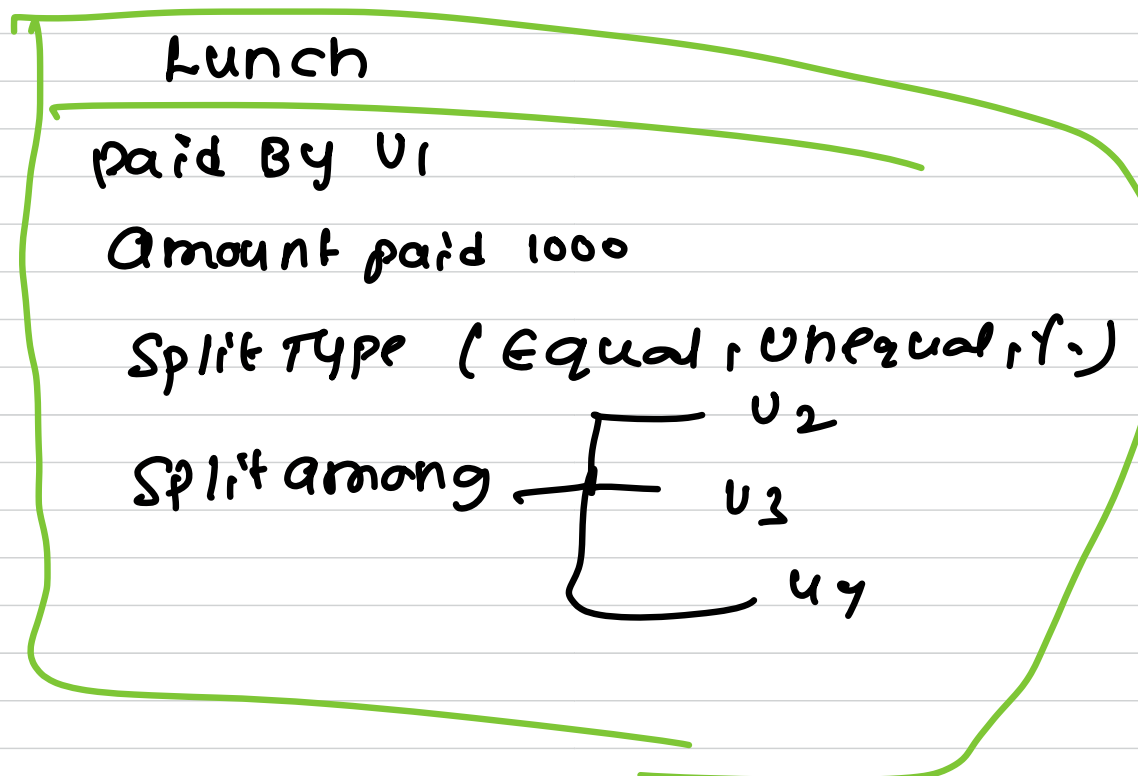 Lunch
paid By U1
Amount paid 1000
Split Type (Equal, Unequal, %)
Split among
U2
U3
U4